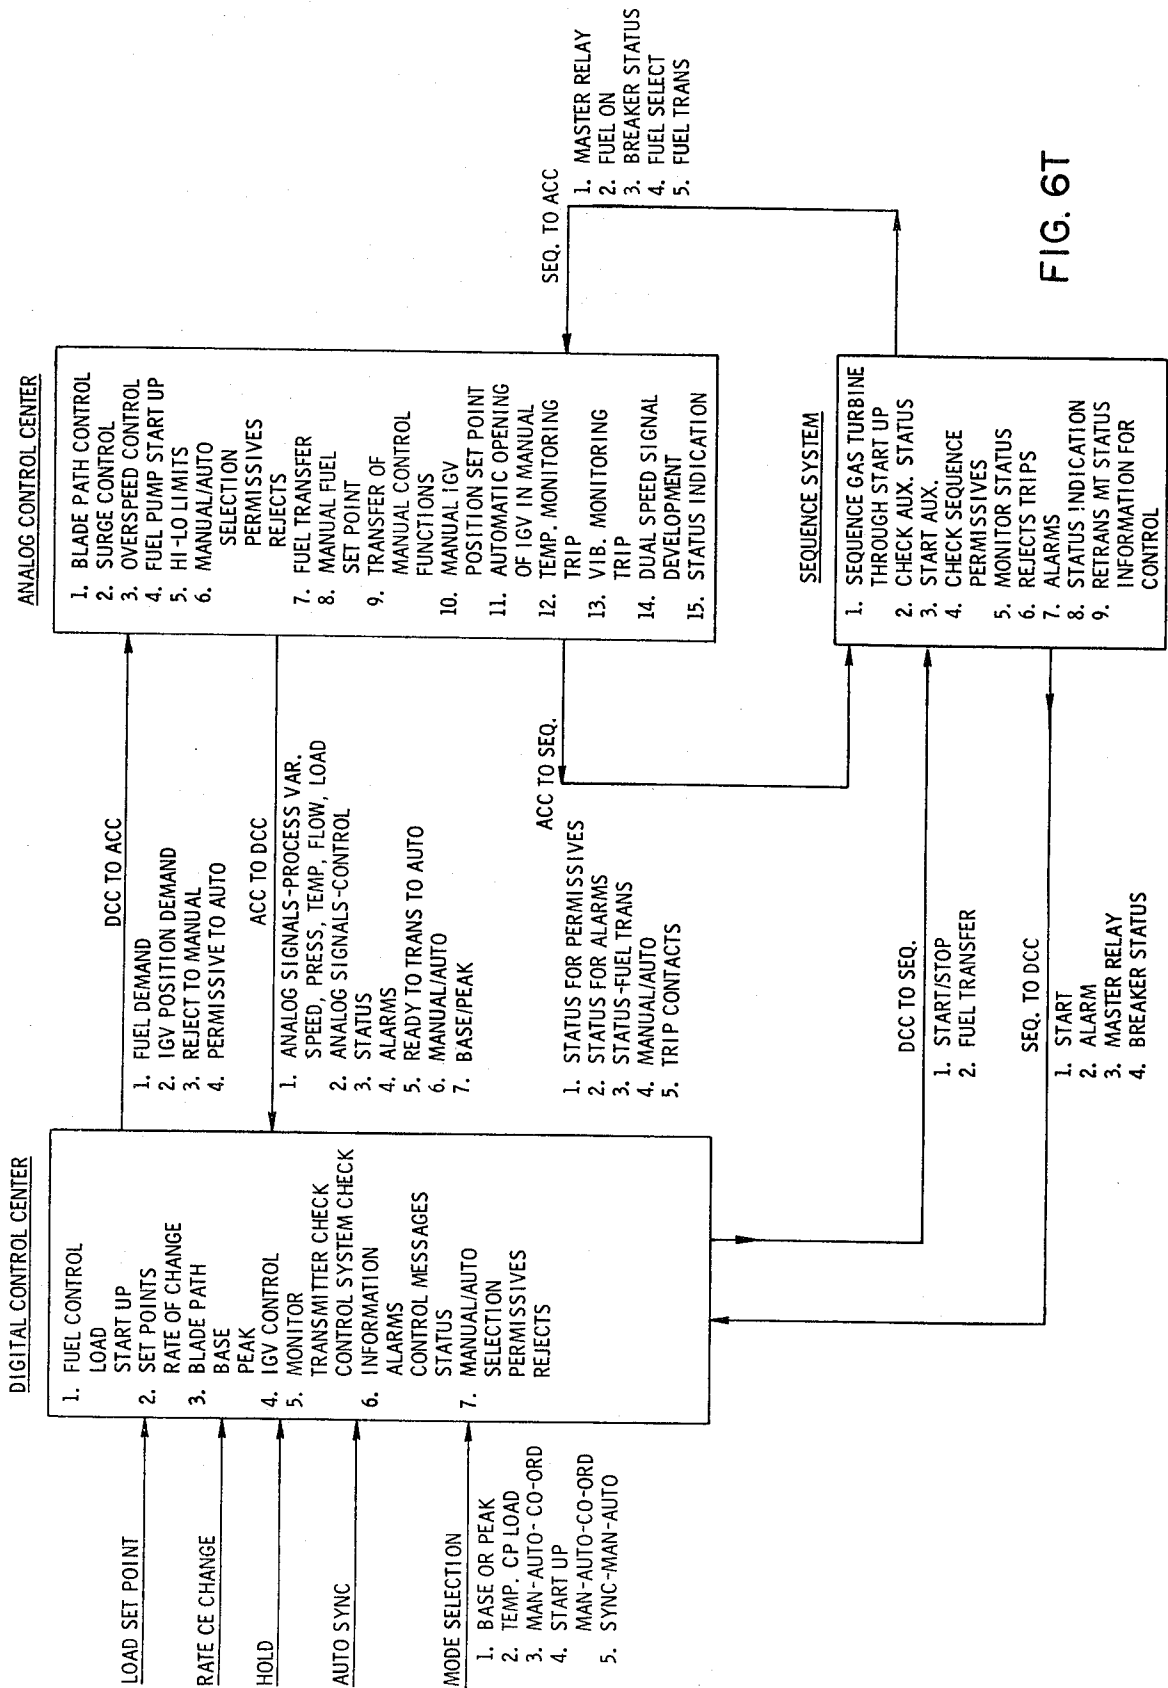 DIGITAL CONTROL CENTER
LOAD SET POINT
RATE CE CHANGE
HOLD
AUTO SYNC
MODE SELECTION
1. BASE OR PEAK
2. TEMP. CP LOAD
3. MAN-AUTO-CO-ORD
4. START UP
MAN-AUTO-CO-ORD
5. SYNC-MAN-AUTO
1. FUEL CONTROL
LOAD
START UP
2. SET POINTS
RATE OF CHANGE
3. BLADE PATH
BASE
PEAK
4. IGV CONTROL
5. MONITOR
TRANSMITTER CHECK
CONTROL SYSTEM CHECK
6. INFORMATION
ALARMS
CONTROL MESSAGES
STATUS
7. MANUAL/AUTO
SELECTION
PERMISSIVES
REJECTS
DCC TO ACC
1. FUEL DEMAND
2. IGV POSITION DEMAND
3. REJECT TO MANUAL
4. PERMISSIVE TO AUTO
ACC TO DCC
1. ANALOG SIGNALS-PROCESS VAR.
SPEED, PRESS, TEMP, FLOW, LOAD
2. ANALOG SIGNALS-CONTROL
3. STATUS
4. ALARMS
5. READY TO TRANS TO AUTO
6. MANUAL/AUTO
7. BASE/PEAK
ACC TO SEQ.
1. STATUS FOR PERMISSIVES
2. STATUS FOR ALARMS
3. STATUS-FUEL TRANS
4. MANUAL/AUTO
5. TRIP CONTACTS
DCC TO SEQ.
1. START/STOP
2. FUEL TRANSFER
SEQ. TO DCC
1. START
2. ALARM
3. MASTER RELAY
4. BREAKER STATUS
ANALOG CONTROL CENTER
1. BLADE PATH CONTROL
2. SURGE CONTROL
3. OVERSPEED CONTROL
4. FUEL PUMP START UP
5. HI-LO LIMITS
6. MANUAL/AUTO
SELECTION
PERMISSIVES
REJECTS
7. FUEL TRANSFER
8. MANUAL FUEL
SET POINT
9. TRANSFER OF
MANUAL CONTROL
FUNCTIONS
10. MANUAL IGV
POSITION SET POINT
11. AUTOMATIC OPENING
OF IGV IN MANUAL
12. TEMP. MONITORING
TRIP
13. VIB. MONITORING
TRIP
14. DUAL SPEED SIGNAL
DEVELOPMENT
15. STATUS INDICATION
SEQUENCE SYSTEM
1. SEQUENCE GAS TURBINE
THROUGH START UP
2. CHECK AUX. STATUS
3. START AUX.
4. CHECK SEQUENCE
PERMISSIVES
5. MONITOR STATUS
6. REJECTS TRIPS
7. ALARMS
8. STATUS INDICATION
9. RETRANS MT STATUS
INFORMATION FOR
CONTROL
SEQ. TO ACC
1. MASTER RELAY
2. FUEL ON
3. BREAKER STATUS
4. FUEL SELECT
5. FUEL TRANS
FIG. 6T